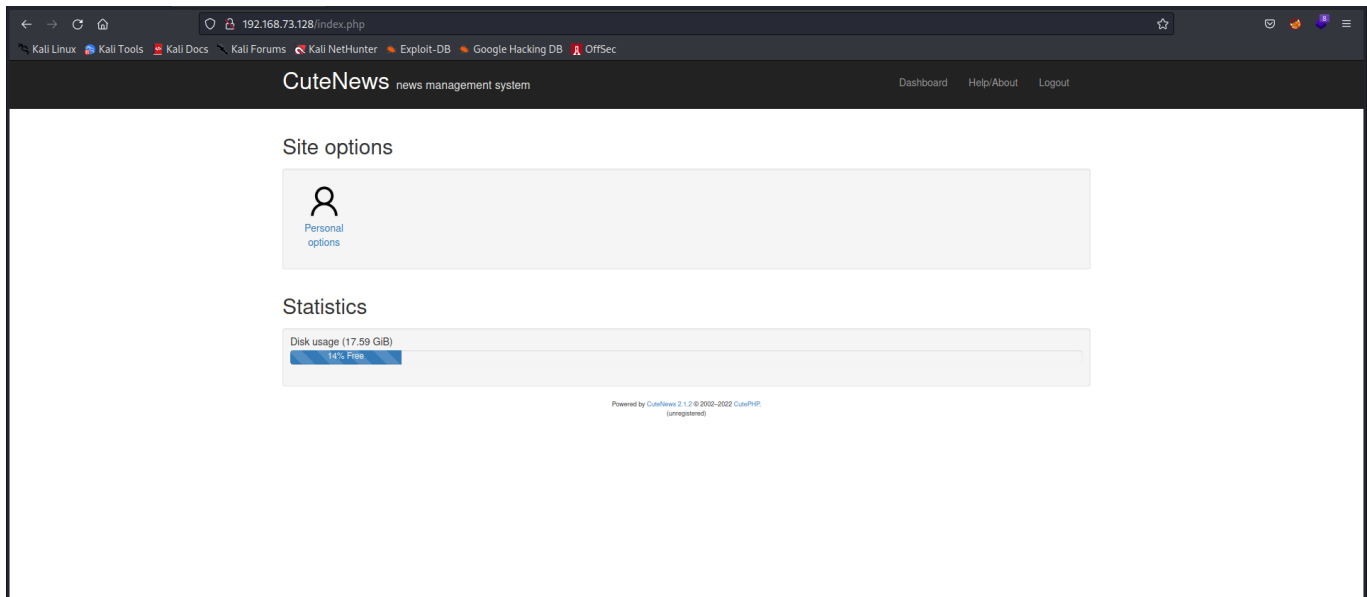 192.168.73.128/index.php
8
Kali Linux Kali Tools Kali Docs Kali Forums Kali NetHunter Exploit-DB Google Hacking DB OffSec
CuteNews news management system Dashboard Help/About Logout
Site options
Personal
options
Statistics
Disk usage (17.59 GiB)
14% Free
Powered by CuteNews 2.1.2 © 2002–2022 CutePHP.
(unregistered)